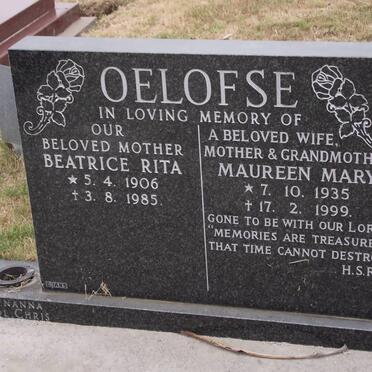 OELOFSE
IN LOVING MEMORY OF
OUR
BELOVED MOTHER
BEATRICE RITA
★ 5. 4. 1906
✝ 3. 8. 1985.
A BELOVED WIFE,
MOTHER & GRANDMOTH
MAUREEN MARY
★ 7. 10. 1935
✝ 17. 2. 1999.
GONE TO BE WITH OUR LOR
"MEMORIES ARE TREASURE
THAT TIME CANNOT DESTRO
H.S.R
NANNA
CHRIS